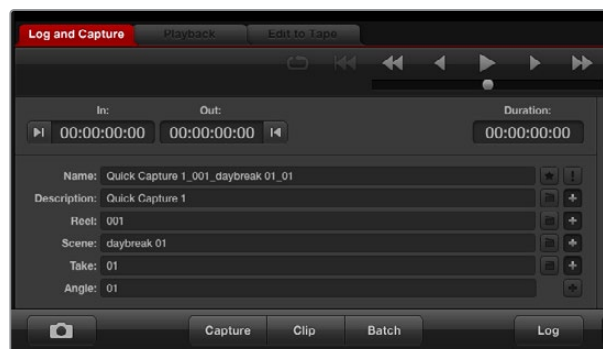 Log and Capture Playback Edit to Tape
In: Out: Duration:
00:00:00:00 00:00:00:00 00:00:00:00
Name: Quick Capture 1_001_daybreak 01_01
Description: Quick Capture 1
Reel: 001
Scene: daybreak 01
Take: 01
Angle: 01
Capture Clip Batch Log